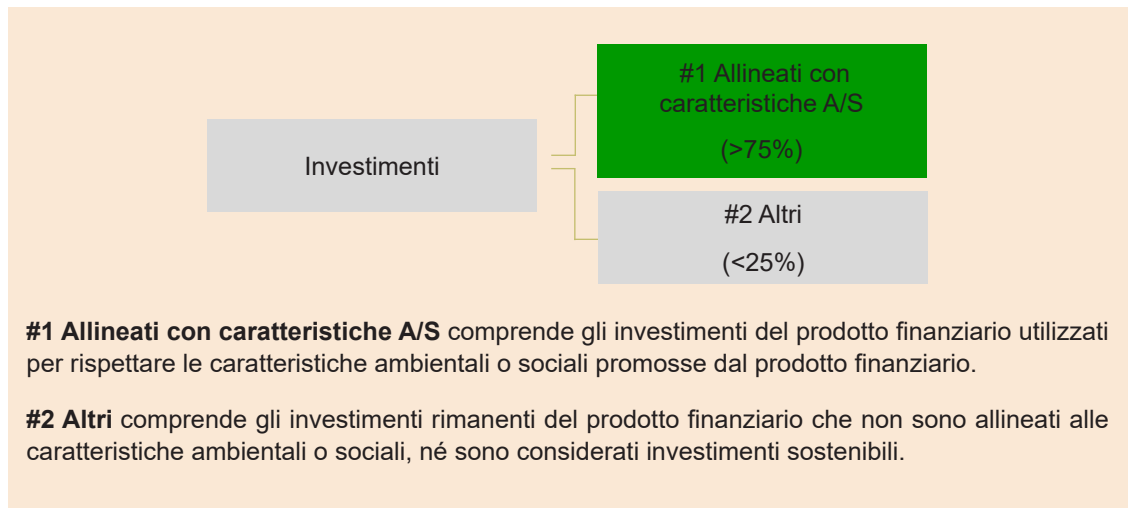 #1 Allineati con
caratteristiche A/S
(>75%)
Investimenti
#2 Altri
(<25%)
#1 Allineati con caratteristiche A/S comprende gli investimenti del prodotto finanziario utilizzati
per rispettare le caratteristiche ambientali o sociali promosse dal prodotto finanziario.
#2 Altri comprende gli investimenti rimanenti del prodotto finanziario che non sono allineati alle
caratteristiche ambientali o sociali, né sono considerati investimenti sostenibili.